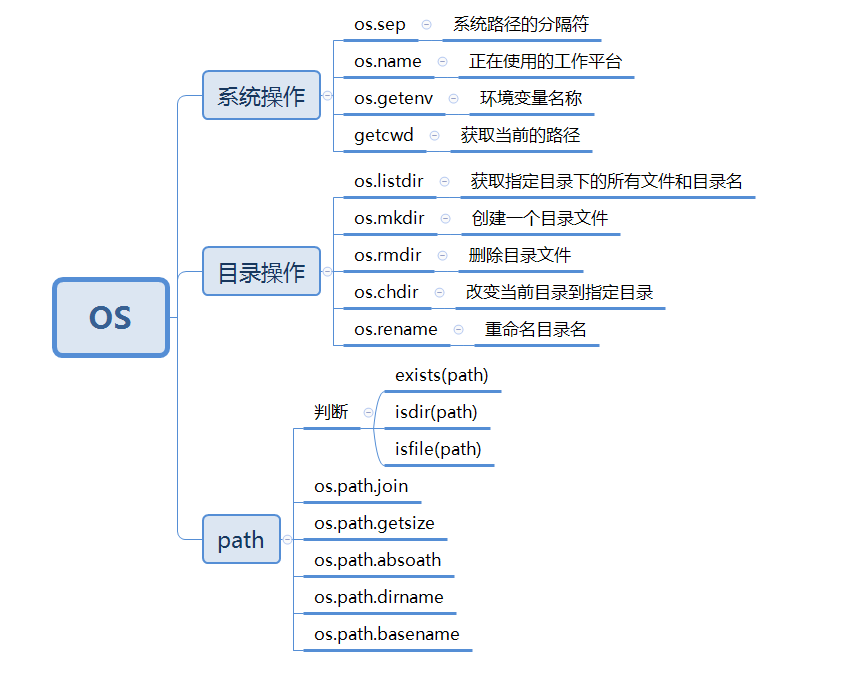 OS
系统操作
os.sep 系统路径的分隔符
os.name 正在使用的工作平台
os.getenv 环境变量名称
getcwd 获取当前的路径
目录操作
os.listdir 获取指定目录下的所有文件和目录名
os.mkdir 创建一个目录文件
os.rmdir 删除目录文件
os.chdir 改变当前目录到指定目录
os.rename 重命名目录名
path
判断
exists(path)
isdir(path)
isfile(path)
os.path.join
os.path.getsize
os.path.absoath
os.path.dirname
os.path.basename